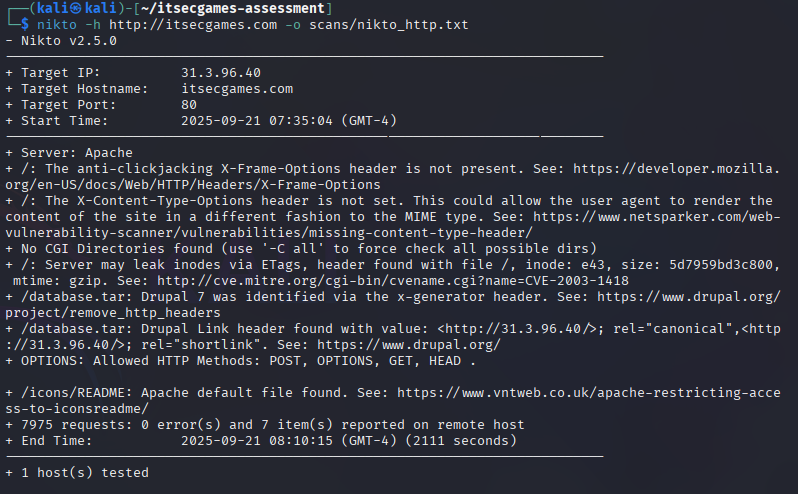 ┌──(kali㉿kali)-[~/itsecgames-assessment]
└─$ nikto -h http://itsecgames.com -o scans/nikto_http.txt
- Nikto v2.5.0
+ Target IP:          31.3.96.40
+ Target Hostname:    itsecgames.com
+ Target Port:        80
+ Start Time:         2025-09-21 07:35:04 (GMT-4)
+ Server: Apache
+ /: The anti-clickjacking X-Frame-Options header is not present. See: https://developer.mozilla.
org/en-US/docs/Web/HTTP/Headers/X-Frame-Options
+ /: The X-Content-Type-Options header is not set. This could allow the user agent to render the
content of the site in a different fashion to the MIME type. See: https://www.netsparker.com/web-
vulnerability-scanner/vulnerabilities/missing-content-type-header/
+ No CGI Directories found (use '-C all' to force check all possible dirs)
+ /: Server may leak inodes via ETags, header found with file /, inode: e43, size: 5d7959bd3c800,
 mtime: gzip. See: http://cve.mitre.org/cgi-bin/cvename.cgi?name=CVE-2003-1418
+ /database.tar: Drupal 7 was identified via the x-generator header. See: https://www.drupal.org/
project/remove_http_headers
+ /database.tar: Drupal Link header found with value: <http://31.3.96.40/>; rel="canonical",<http
://31.3.96.40/>; rel="shortlink". See: https://www.drupal.org/
+ OPTIONS: Allowed HTTP Methods: POST, OPTIONS, GET, HEAD .
+ /icons/README: Apache default file found. See: https://www.vntweb.co.uk/apache-restricting-acce
ss-to-iconsreadme/
+ 7975 requests: 0 error(s) and 7 item(s) reported on remote host
+ End Time:           2025-09-21 08:10:15 (GMT-4) (2111 seconds)
+ 1 host(s) tested